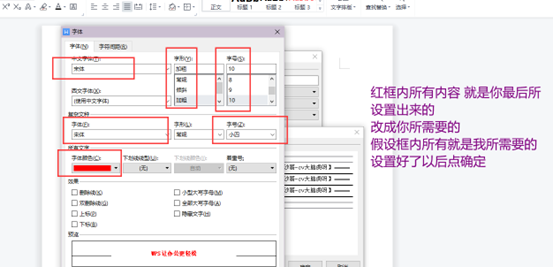 正文
标题 1
标题 2
标题 3
文字排版
查找替换
选择
字体
字体(N)
字符间距(R)
中文字体(T):
字形(Y):
字号(S):
宋体
加粗
10
常规
倾斜
加粗
8
9
10
西文字体(X):
(使用中文字体)
复杂文种
字体(F):
字形(L):
字号(Z):
宋体
常规
小四
所有文字
字体颜色(C):
下划线线型(U):
下划线颜色(I):
着重号:
(无)
自动
(无)
效果
删除线(K)
小型大写字母(M)
双删除线(G)
全部大写字母(A)
上标(P)
隐藏文字(H)
下标(B)
预览
WPS让办公更轻松
取消
红框内所有内容 就是你最后所
设置出来的
改成你所需要的
假设框内所有就是我所需要的
设置好了以后点确定